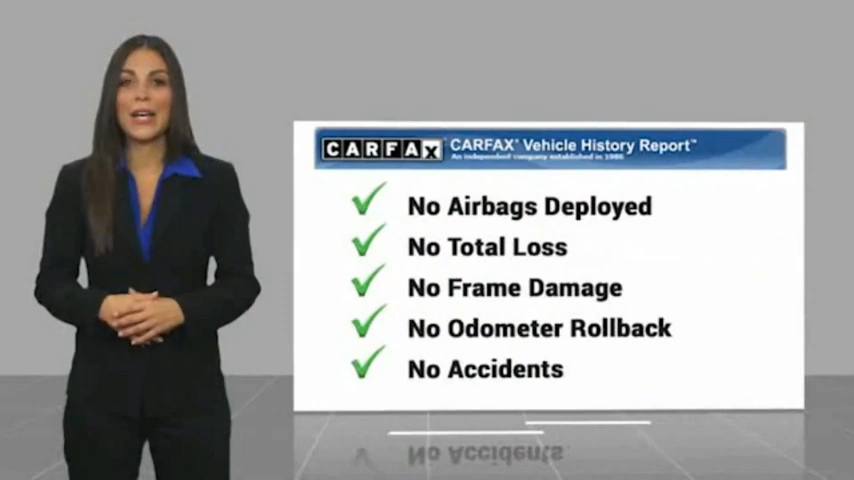 CARFAX CARFAX® Vehicle History Report™
An independent company established in 1986
No Airbags Deployed
No Total Loss
No Frame Damage
No Odometer Rollback
No Accidents
No Accidents